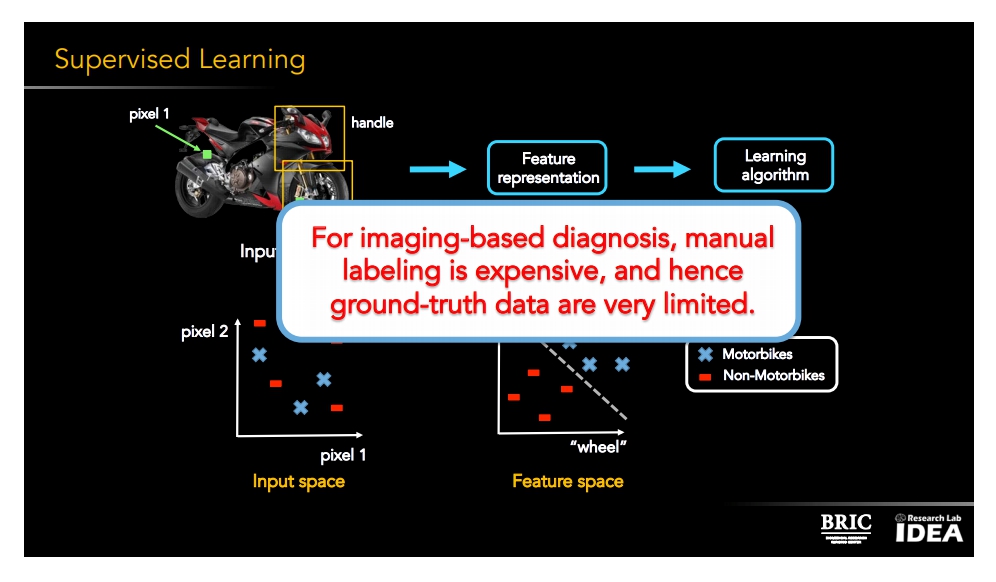 Supervised Learning
pixel 1
handle
Feature
representation
Learning
algorithm
Inpu
For imaging-based diagnosis, manual
labeling is expensive, and hence
ground-truth data are very limited.
pixel 2
Motorbikes
Non-Motorbikes
pixel 1
"wheel"
Input space
Feature space
BRIC
Research Lab
IDEA